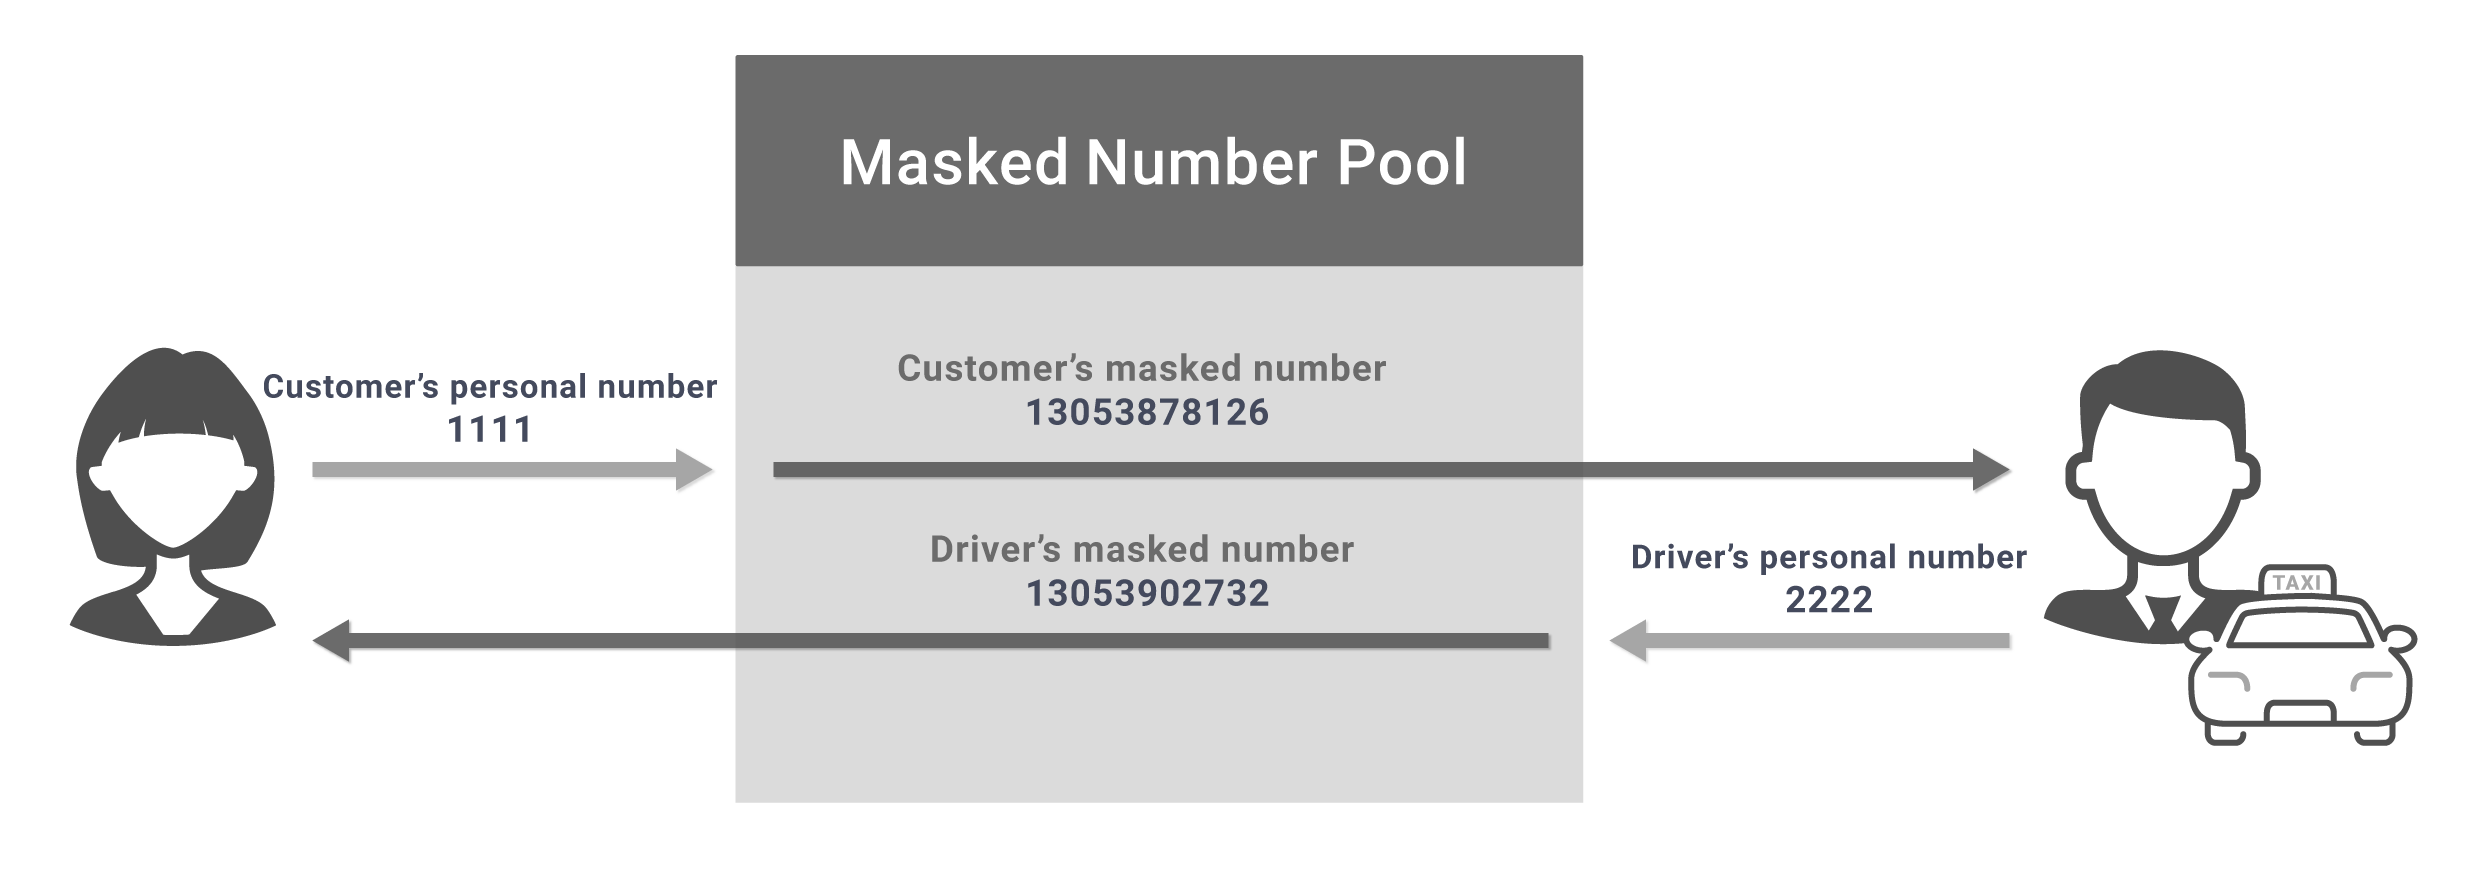 Masked Number Pool
Customer’s personal number
1111
Customer’s masked number
13053878126
Driver’s masked number
13053902732
Driver’s personal number
2222
TAXI